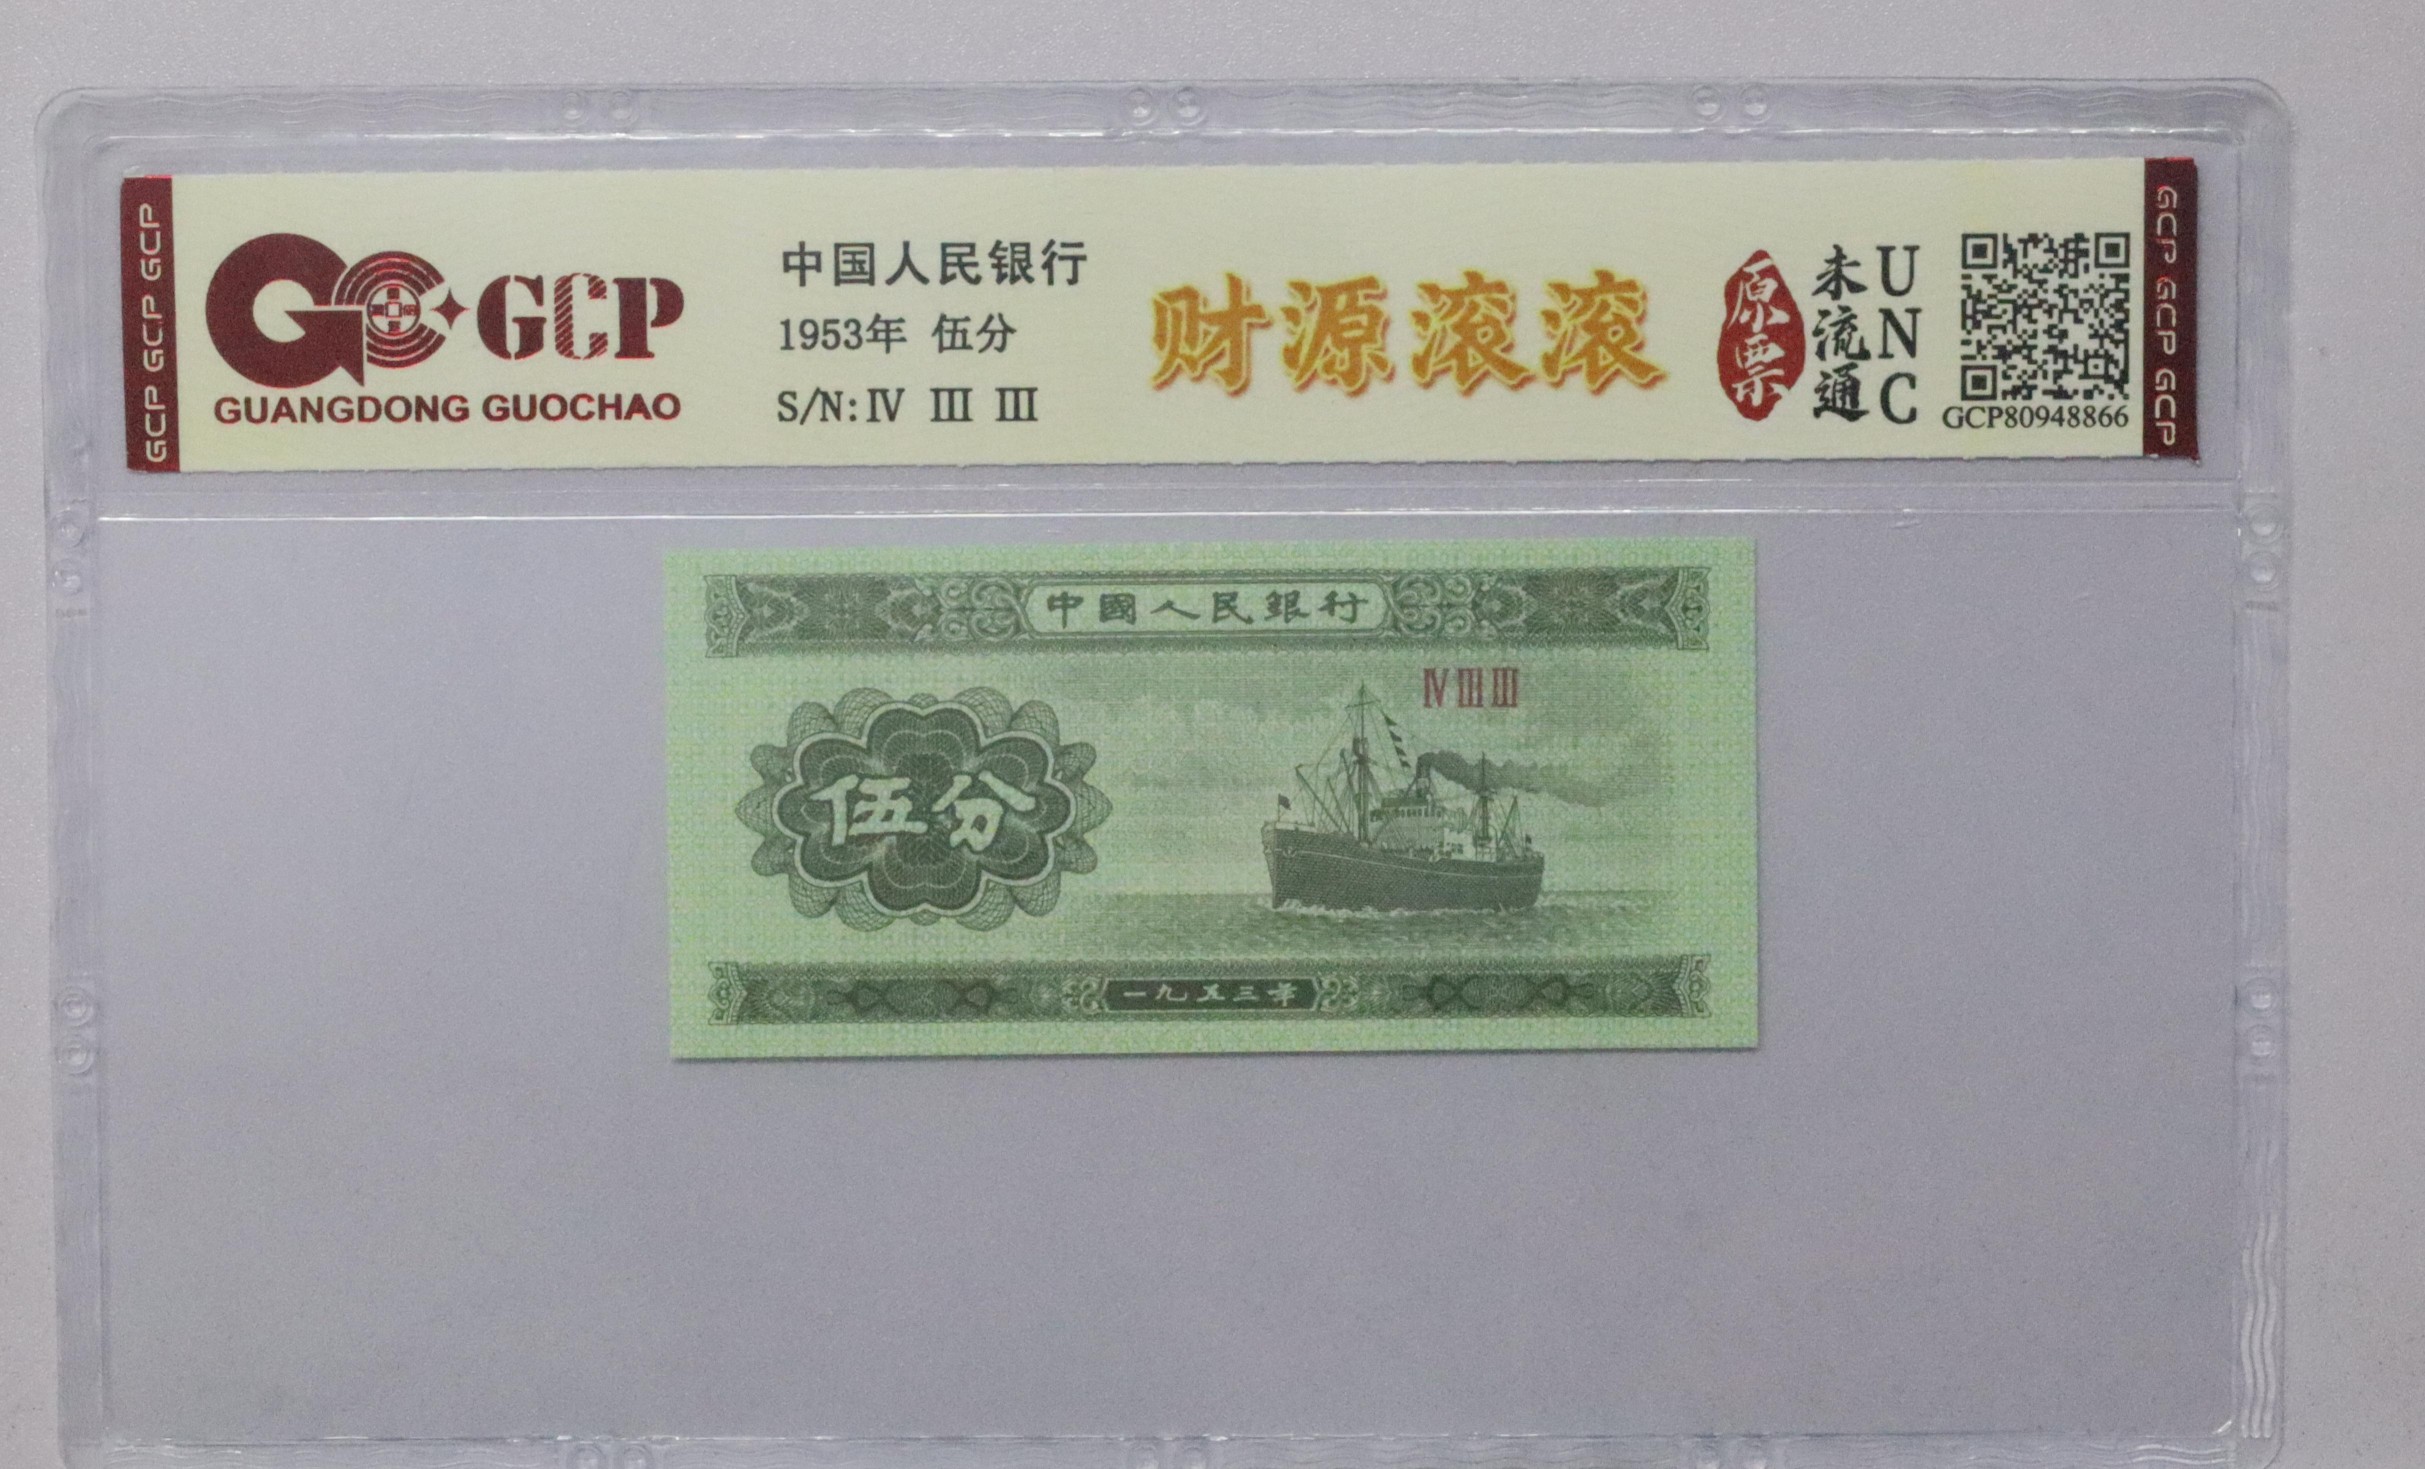 GCP GCP GCP
GCP
GUANGDONG GUOCHAO
中国人民银行
1953年 伍分
S/N: Ⅳ Ⅲ Ⅲ
财源滚滚
原票
未流通
UNC
GCP80948866
GCP GCP GCP
中國人民銀行
Ⅳ Ⅲ Ⅲ
伍分
一九五三年